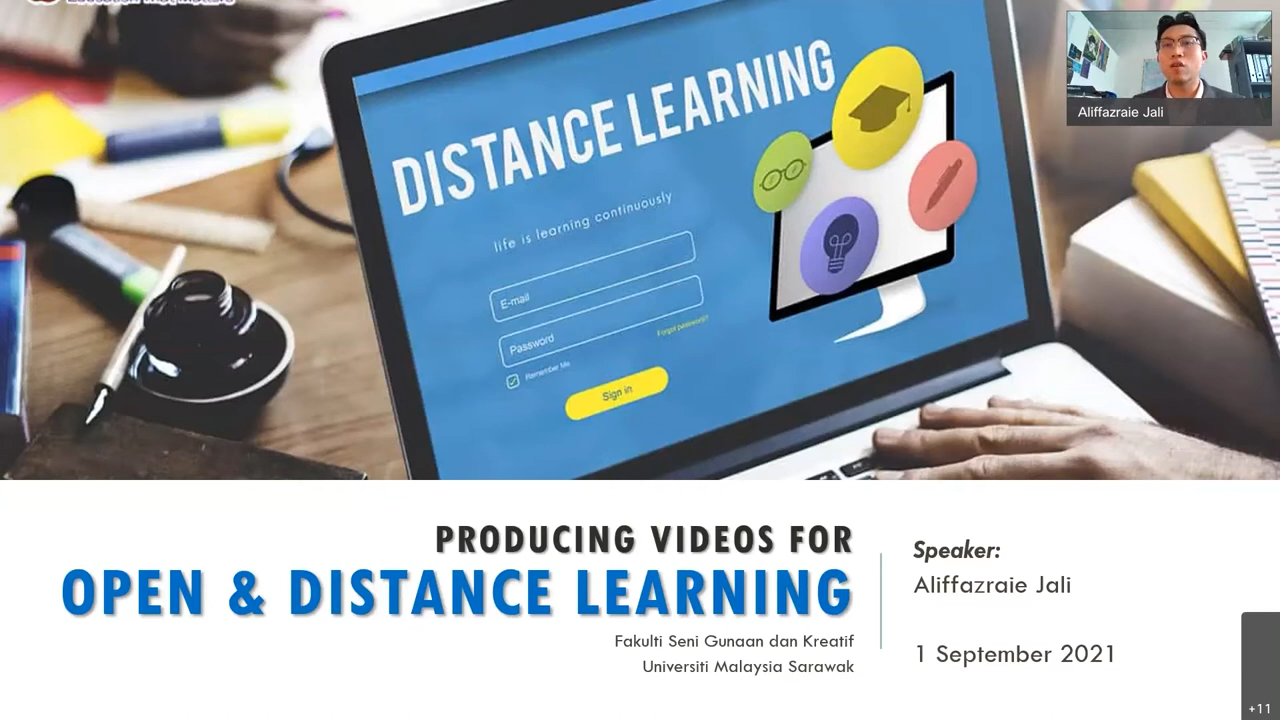 Aliffazraie Jali
DISTANCE LEARNING
life is learning continuously
E-mail
Password
Forgot password?
Remember Me
Sign in
PRODUCING VIDEOS FOR
OPEN & DISTANCE LEARNING
Fakulti Seni Gunaan dan Kreatif
Universiti Malaysia Sarawak
Speaker:
Aliffazraie Jali
1 September 2021
+11